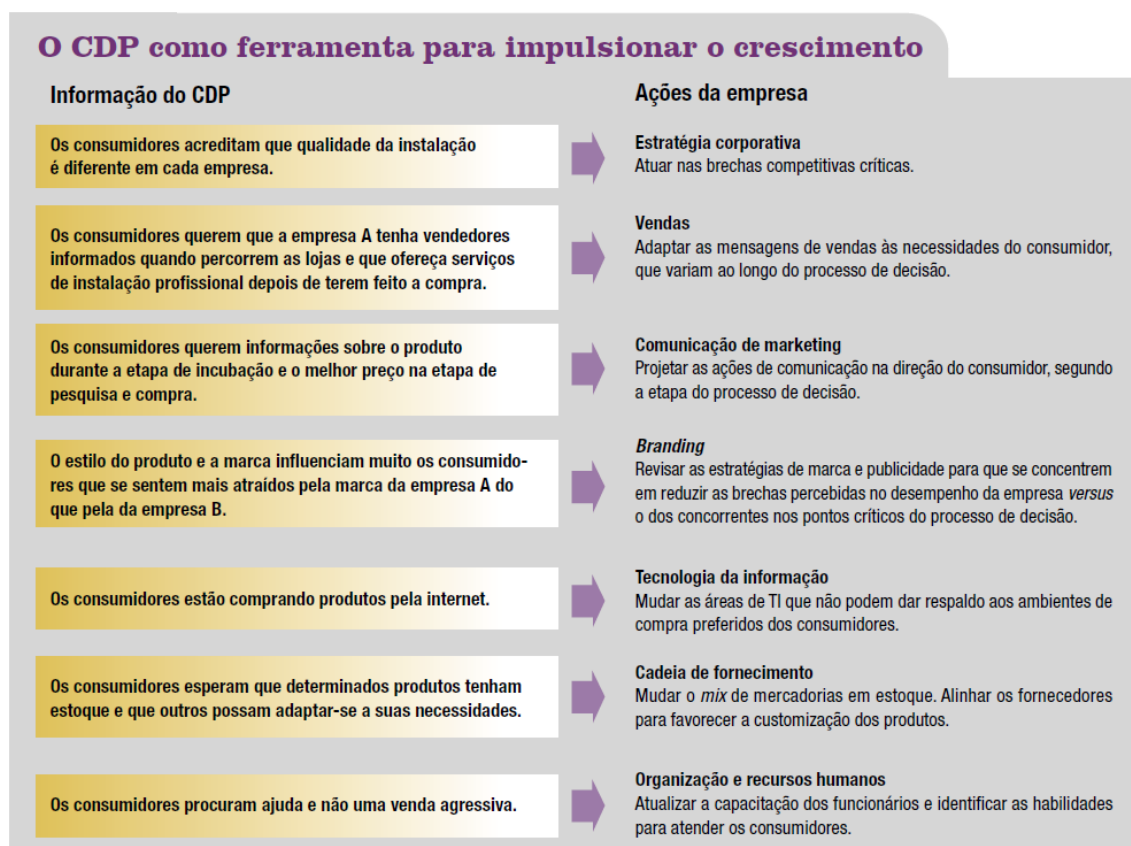 O CDP como ferramenta para impulsionar o crescimento
Informação do CDP
Ações da empresa
Os consumidores acreditam que qualidade da instalação
é diferente em cada empresa.
Estratégia corporativa
Atuar nas brechas competitivas críticas.
Os consumidores querem que a empresa A tenha vendedores
informados quando percorrem as lojas e que ofereça serviços
de instalação profissional depois de terem feito a compra.
Vendas
Adaptar as mensagens de vendas às necessidades do consumidor,
que variam ao longo do processo de decisão.
Os consumidores querem informações sobre o produto
durante a etapa de incubação e o melhor preço na etapa de
pesquisa e compra.
Comunicação de marketing
Projetar as ações de comunicação na direção do consumidor, segundo
a etapa do processo de decisão.
O estilo do produto e a marca influenciam muito os consumido-
res que se sentem mais atraídos pela marca da empresa A do
que pela da empresa B.
Branding
Revisar as estratégias de marca e publicidade para que se concentrem
em reduzir as brechas percebidas no desempenho da empresa versus
o dos concorrentes nos pontos críticos do processo de decisão.
Os consumidores estão comprando produtos pela internet.
Tecnologia da informação
Mudar as áreas de TI que não podem dar respaldo aos ambientes de
compra preferidos dos consumidores.
Os consumidores esperam que determinados produtos tenham
estoque e que outros possam adaptar-se a suas necessidades.
Cadeia de fornecimento
Mudar o mix de mercadorias em estoque. Alinhar os fornecedores
para favorecer a customização dos produtos.
Os consumidores procuram ajuda e não uma venda agressiva.
Organização e recursos humanos
Atualizar a capacitação dos funcionários e identificar as habilidades
para atender os consumidores.